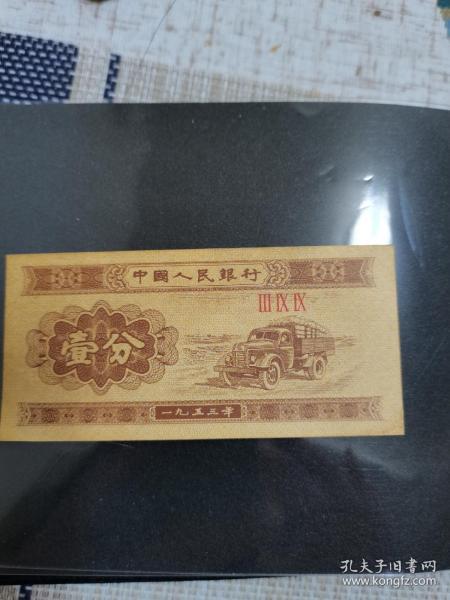 中國人民銀行
III IX IX
壹分
一九五三年
孔夫子旧书网
www.kongfz.com